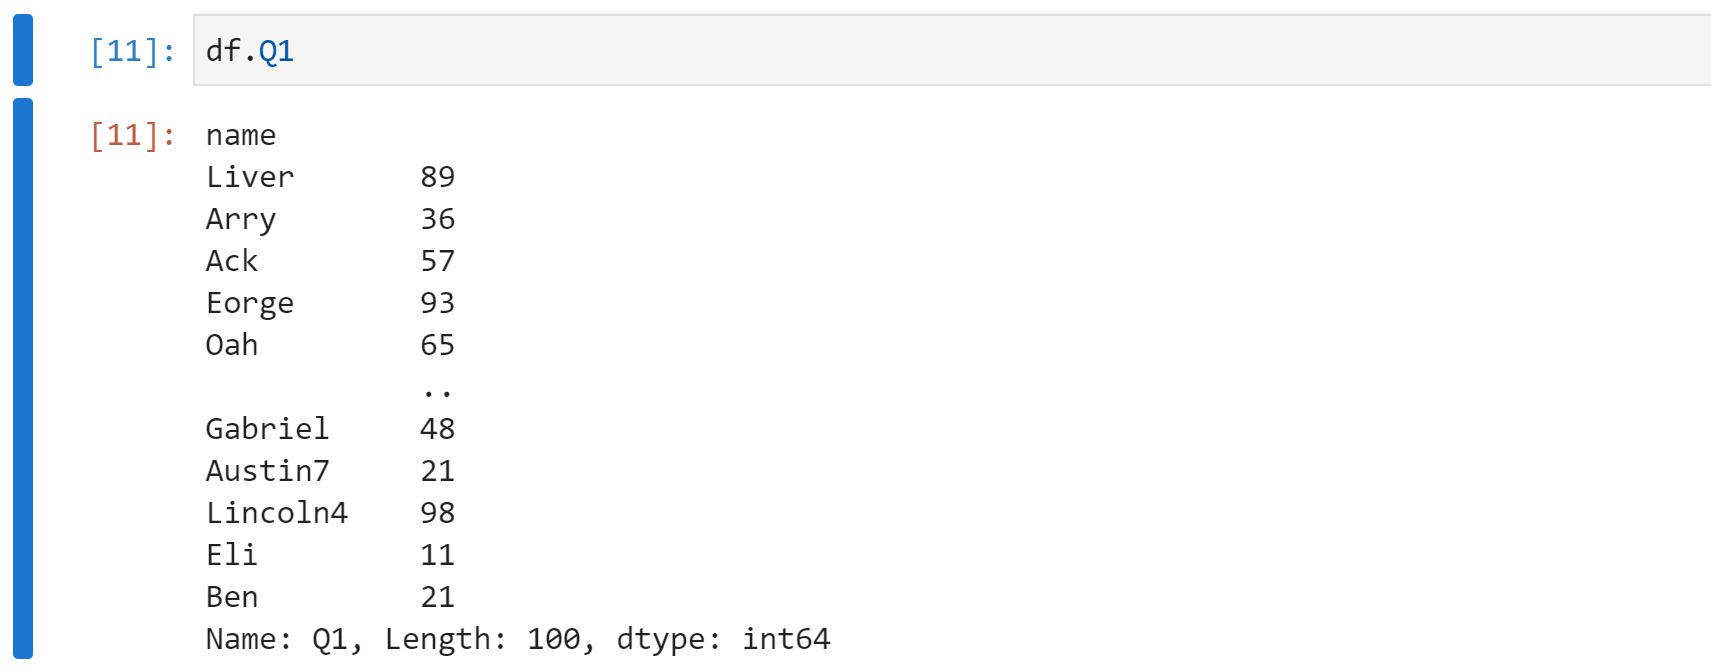 [11]: df.Q1
[11]: name
Liver 89
Arry 36
Ack 57
Eorge 93
Oah 65
..
Gabriel 48
Austin7 21
Lincoln4 98
Eli 11
Ben 21
Name: Q1, Length: 100, dtype: int64